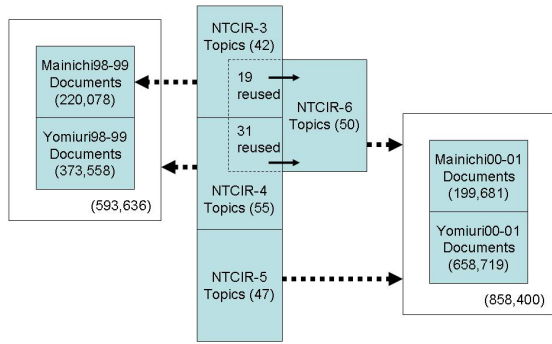 Mainichi98-99
Documents
(220,078)
Yomiuri98-99
Documents
(373,558)
(593,636)
NTCIR-3
Topics (42)
19
reused
31
reused
NTCIR-4
Topics (55)
NTCIR-5
Topics (47)
NTCIR-6
Topics (50)
Mainichi00-01
Documents
(199,681)
Yomiuri00-01
Documents
(658,719)
(858,400)